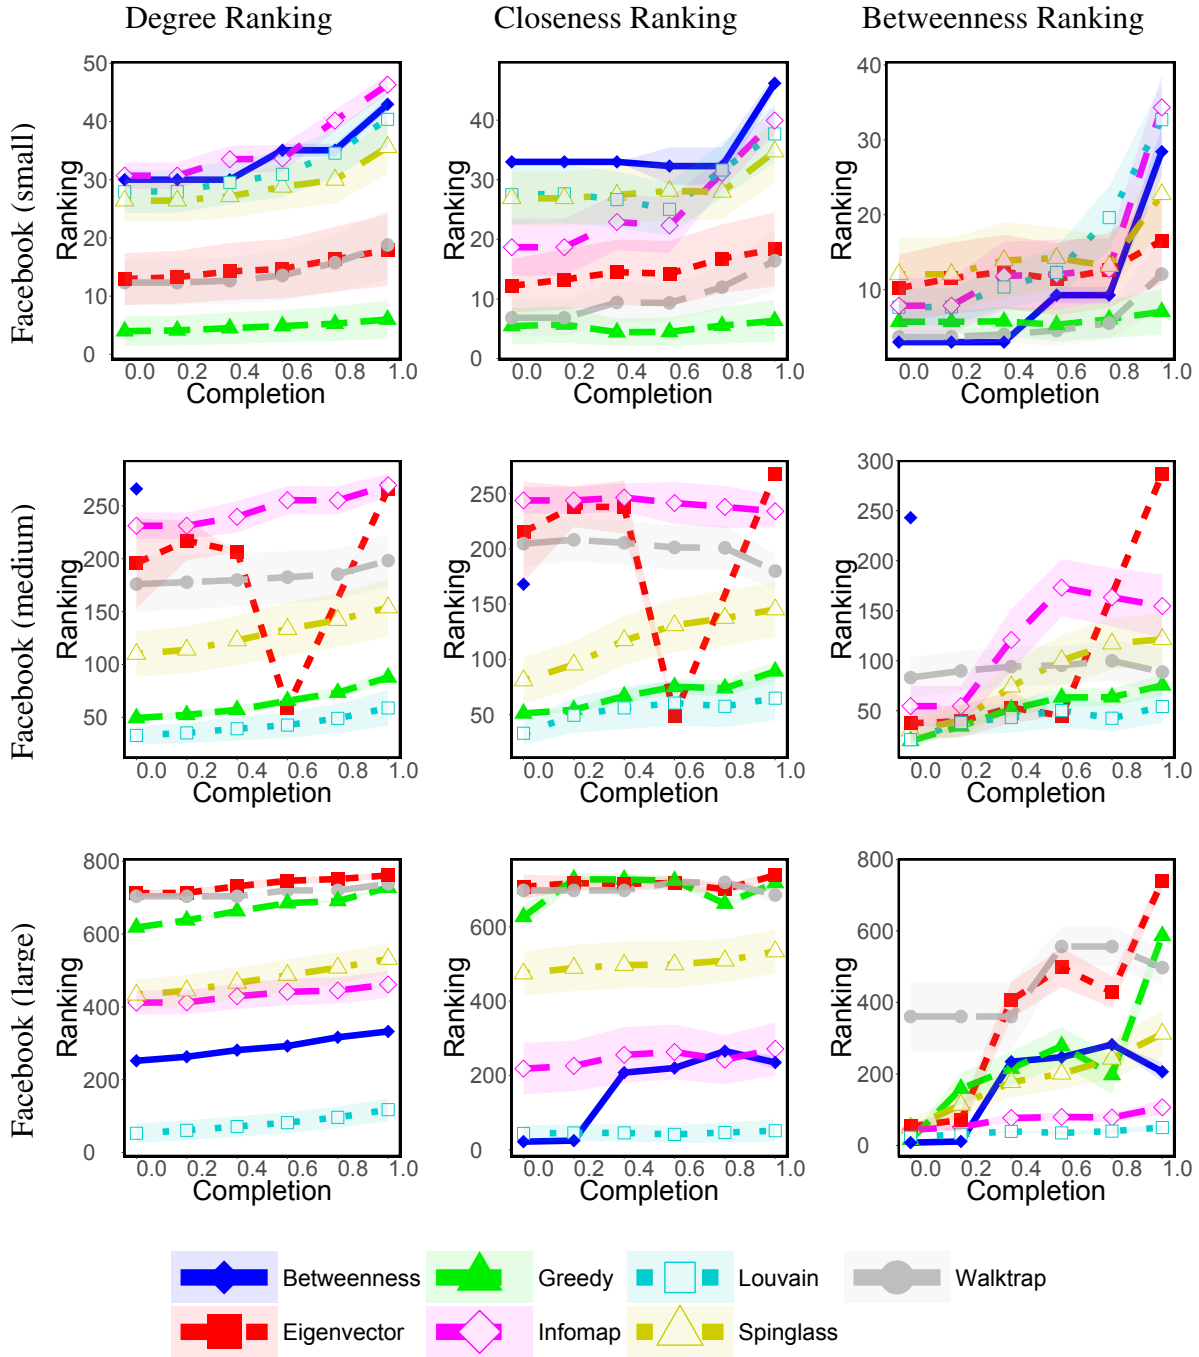 Degree Ranking Closeness Ranking Betweenness Ranking
Facebook (small)
Ranking
50
40
30
20
10
0
0.0 0.2 0.4 0.6 0.8 1.0
Completion
Ranking
40
30
20
10
0
0.0 0.2 0.4 0.6 0.8 1.0
Completion
Ranking
40
30
20
10
0.0 0.2 0.4 0.6 0.8 1.0
Completion
Facebook (medium)
Ranking
250
200
150
100
50
0.0 0.2 0.4 0.6 0.8 1.0
Completion
Ranking
250
200
150
100
50
0.0 0.2 0.4 0.6 0.8 1.0
Completion
Ranking
300
200
100
50
0
0.0 0.2 0.4 0.6 0.8 1.0
Completion
Facebook (large)
Ranking
800
600
400
200
0
0.0 0.2 0.4 0.6 0.8 1.0
Completion
Ranking
600
400
200
0
0.0 0.2 0.4 0.6 0.8 1.0
Completion
Ranking
800
600
400
200
0
0.0 0.2 0.4 0.6 0.8 1.0
Completion
Betweenness Greedy Louvain Walktrap
Eigenvector Infomap Spinglass